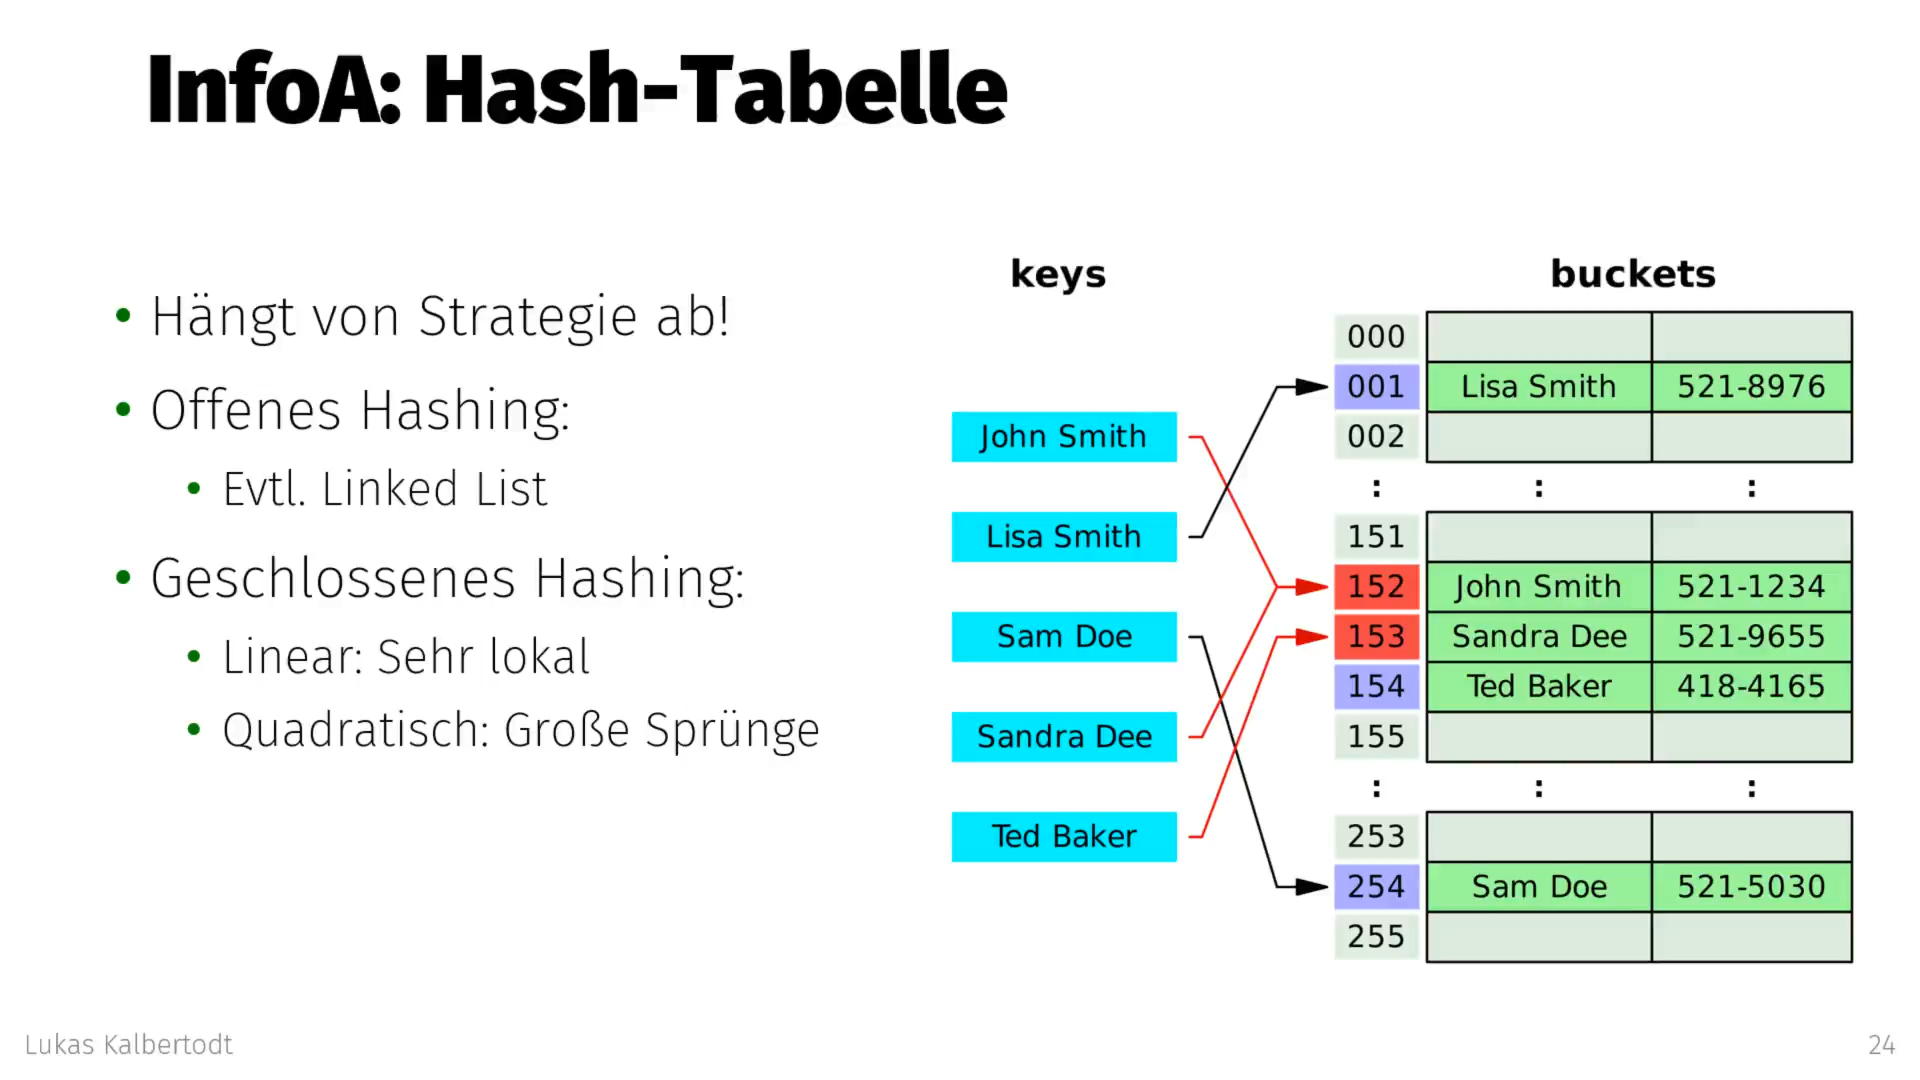 InfoA: Hash-Tabelle
• Hängt von Strategie ab!
• Offenes Hashing:
• Evtl. Linked List
• Geschlossenes Hashing:
• Linear: Sehr lokal
• Quadratisch: Große Sprünge
keys
John Smith
Lisa Smith
Sam Doe
Sandra Dee
Ted Baker
buckets
000
001 Lisa Smith 521-8976
002
: : :
151
152 John Smith 521-1234
153 Sandra Dee 521-9655
154 Ted Baker 418-4165
155
: : :
253
254 Sam Doe 521-5030
255
Lukas Kalbertodt
24